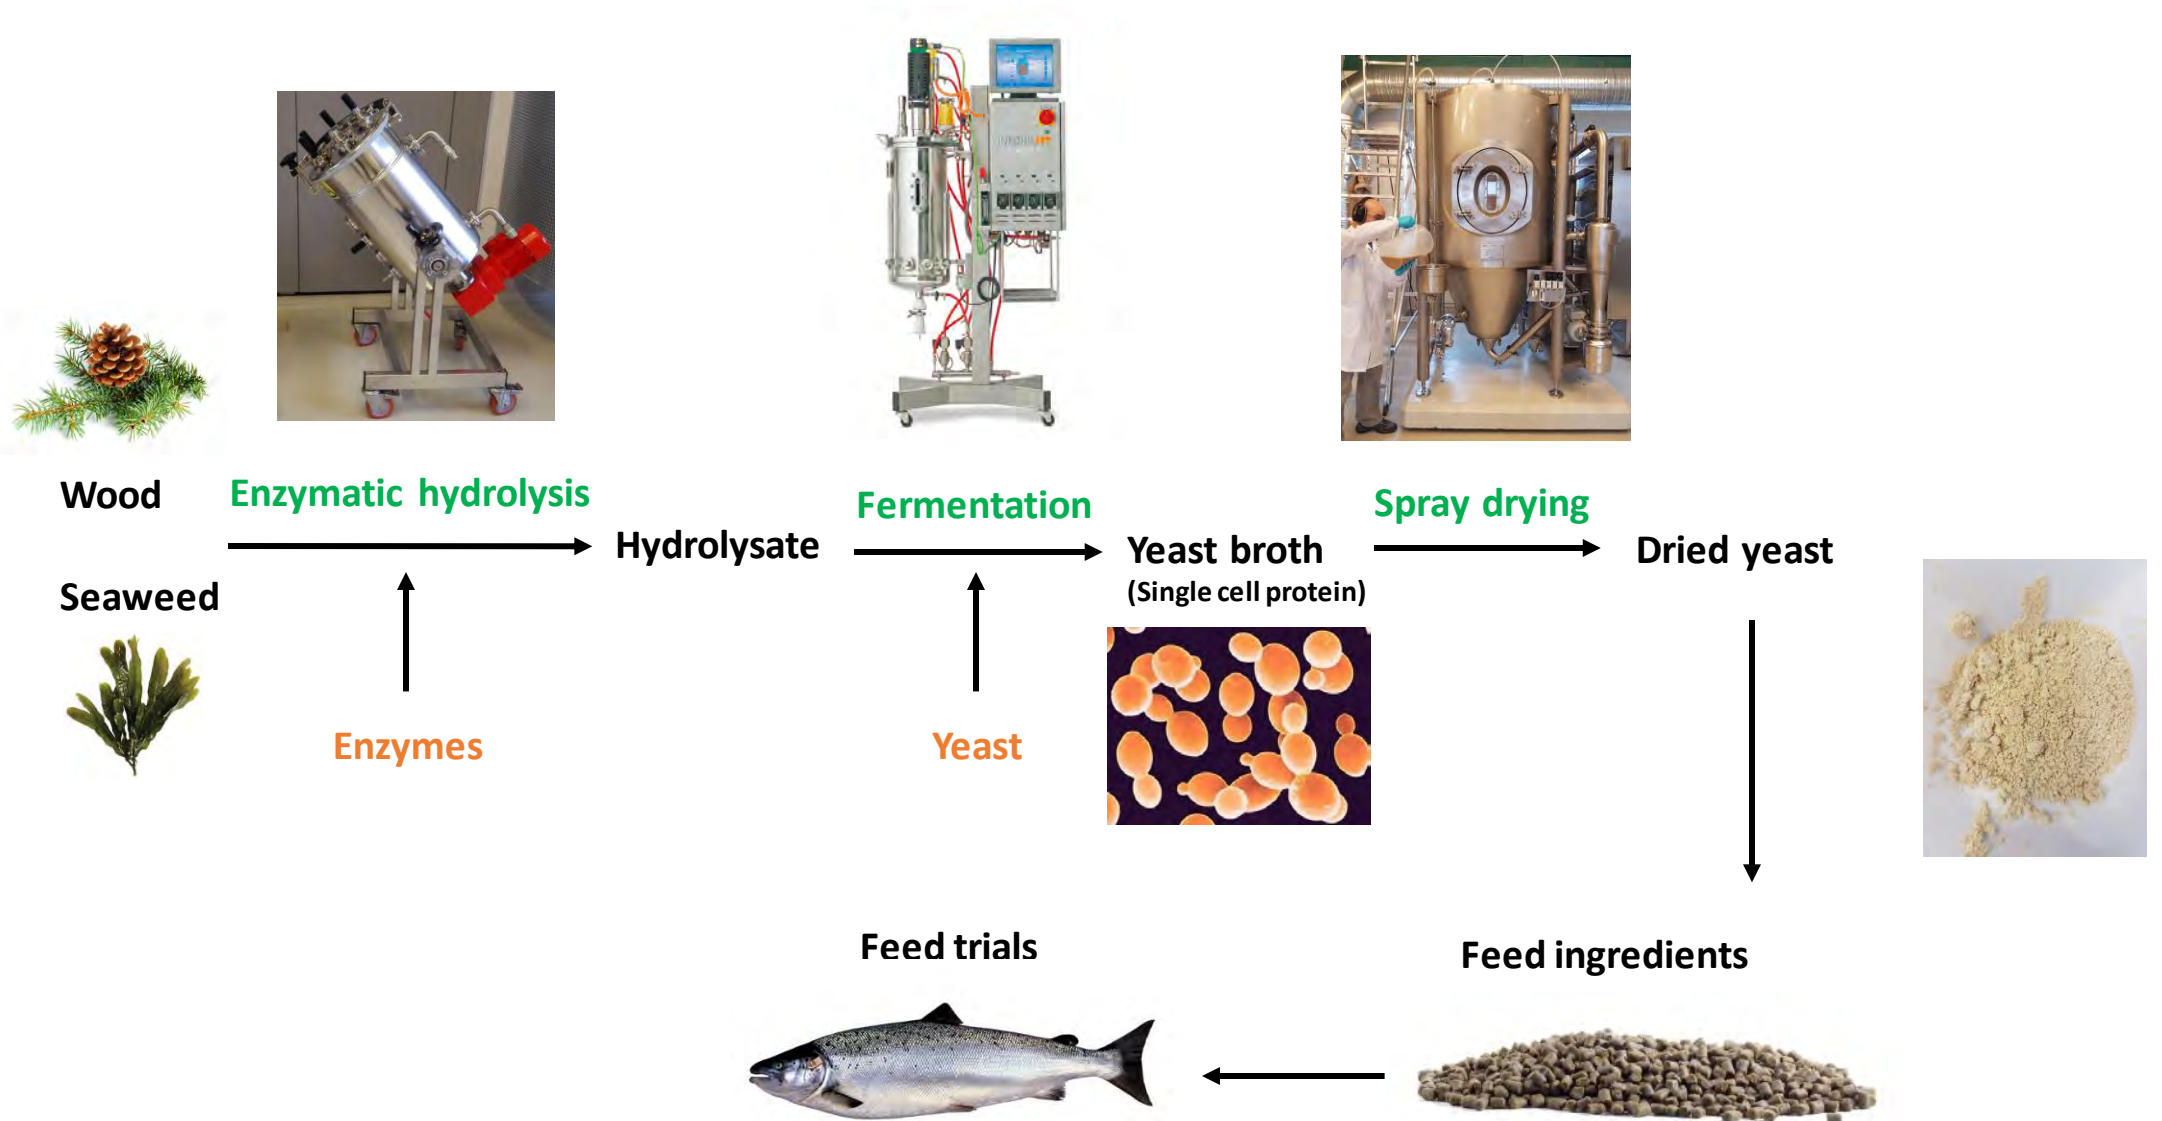 Wood
Enzymatic hydrolysis
Fermentation
Spray drying
Hydrolysate
Yeast broth
(Single cell protein)
Dried yeast
Seaweed
Enzymes
Yeast
Feed trials
Feed ingredients